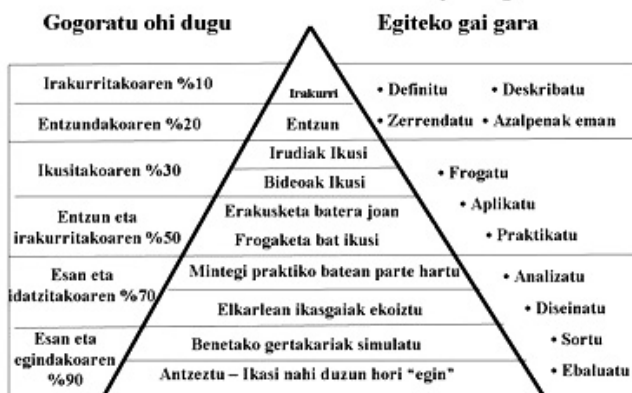 Gogoratu ohi dugu
Egiteko gai gara
Irakurritakoaren %10
Irakurri
• Definitu • Deskribatu
Entzundakoaren %20
Entzun
• Zerrendatu • Azalpenak eman
Ikusitakoaren %30
Irudiak Ikusi
Bideoak Ikusi
• Frogatu
• Aplikatu
• Praktikatu
Entzun eta
irakurritakoaren %50
Erakusketa batera joan
Frogaketa bat ikusi
Esan eta
idatzitakoaren %70
Mintegi praktiko batean parte hartu
Elkarlean ikasgaiak ekoiztu
• Analizatu
• Diseinatu
• Sortu
• Ebaluatu
Esan eta
egindakoaren
%90
Benetako gertakariak simulatu
Antzeztu – Ikasi nahi duzun hori “egin”